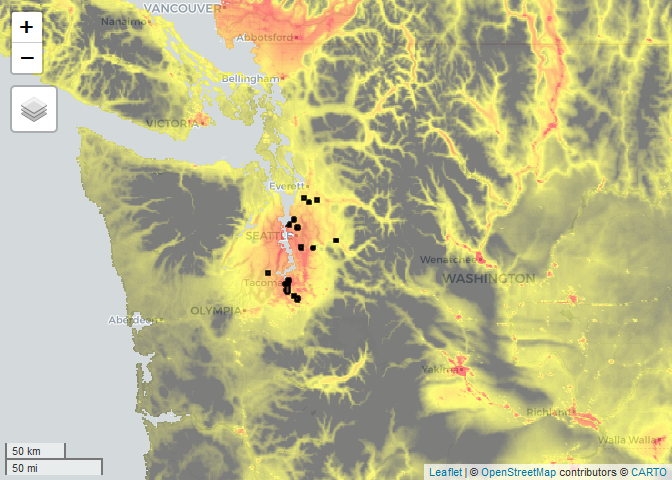 VANCOUVER
Nanaimo
+
Abbotsford
−
Bellingham
VICTORIA
Everett
SEATTLE
Wenatchee
WASHINGTON
Tacoma
OLYMPIA
Aberdeen
Yakima
Richland
Walla Walla
50 km
50 mi
Leaflet | © OpenStreetMap contributors © CARTO